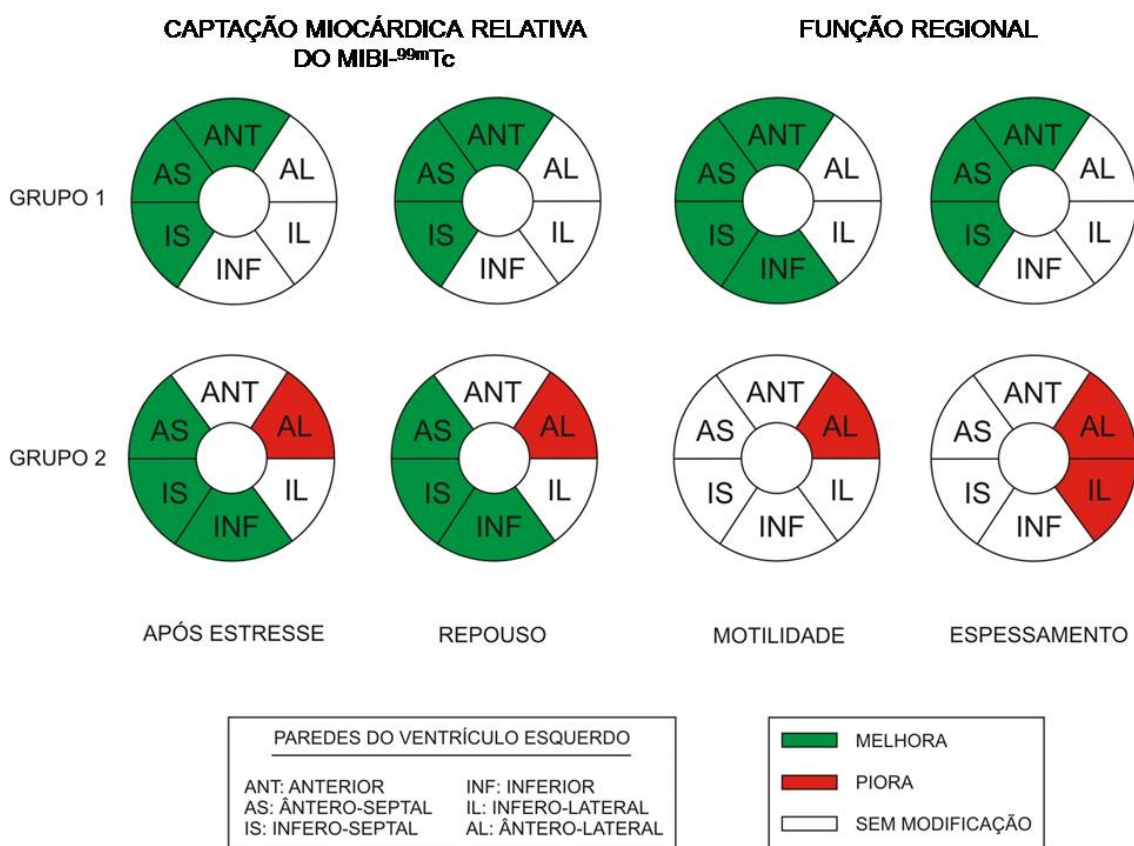 CAPTAÇÃO MIOCÁRDICA RELATIVA
DO MIBI-⁹⁹ᵐTc
FUNÇÃO REGIONAL
GRUPO 1
ANT
AS
AL
IS
IL
INF
ANT
AS
AL
IS
IL
INF
ANT
AS
AL
IS
IL
INF
ANT
AS
AL
IS
IL
INF
GRUPO 2
ANT
AS
AL
IS
IL
INF
ANT
AS
AL
IS
IL
INF
ANT
AS
AL
IS
IL
INF
ANT
AS
AL
IS
IL
INF
APÓS ESTRESSE
REPOUSO
MOTILIDADE
ESPESSAMENTO
PAREDES DO VENTRÍCULO ESQUERDO
ANT: ANTERIOR
AS: ÂNTERO-SEPTAL
IS: INFERO-SEPTAL
INF: INFERIOR
IL: INFERO-LATERAL
AL: ÂNTERO-LATERAL
MELHORA
PIORA
SEM MODIFICAÇÃO